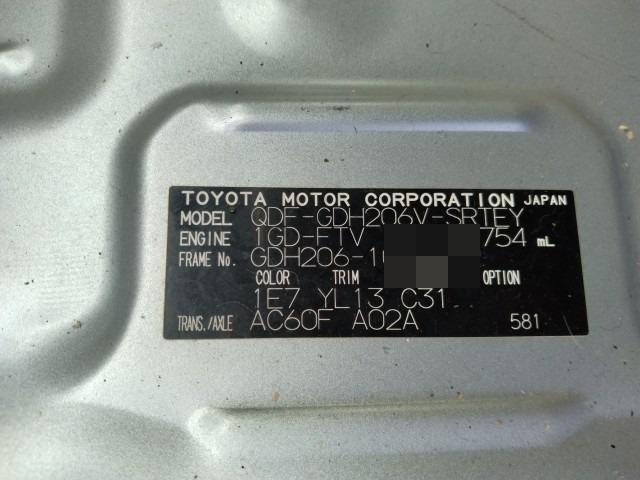 TOYOTA MOTOR CORPORATION JAPAN
MODEL QDF-GDH206V-SRTEY
ENGINE 1GD-FTV 754 mL
FRAME No. GDH206-1
COLOR TRIM OPTION
1E7 YL13 C31
TRANS./AXLE AC60F A02A 581